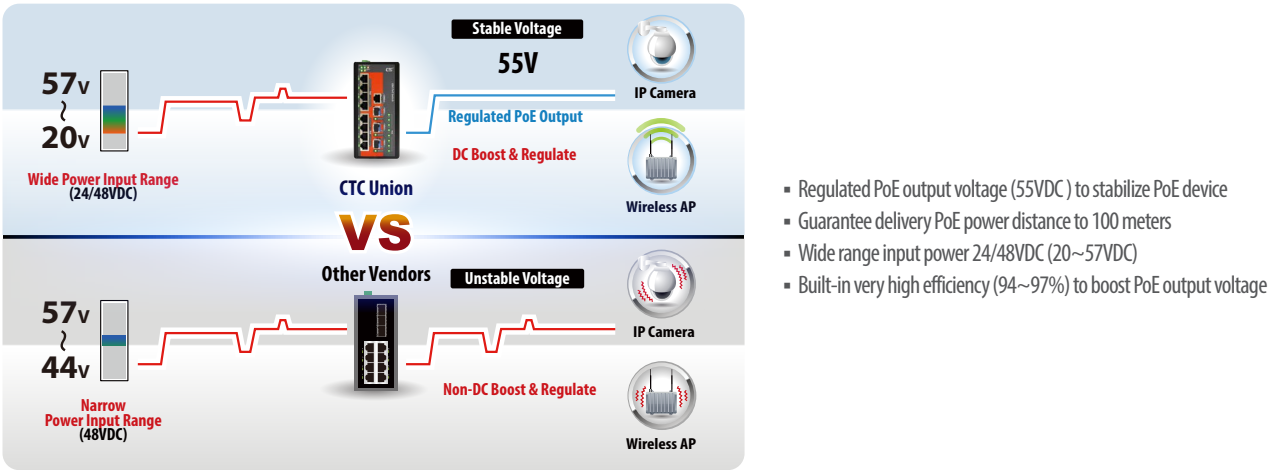 Stable Voltage
55V
57v
~
20v
Wide Power Input Range
(24/48VDC)
CTC Union
Regulated PoE Output
DC Boost & Regulate
IP Camera
Wireless AP
VS
Other Vendors
Unstable Voltage
57v
~
44v
Narrow
Power Input Range
(48VDC)
Non-DC Boost & Regulate
IP Camera
Wireless AP
▪ Regulated PoE output voltage (55VDC ) to stabilize PoE device
▪ Guarantee delivery PoE power distance to 100 meters
▪ Wide range input power 24/48VDC (20~57VDC)
▪ Built-in very high efficiency (94~97%) to boost PoE output voltage